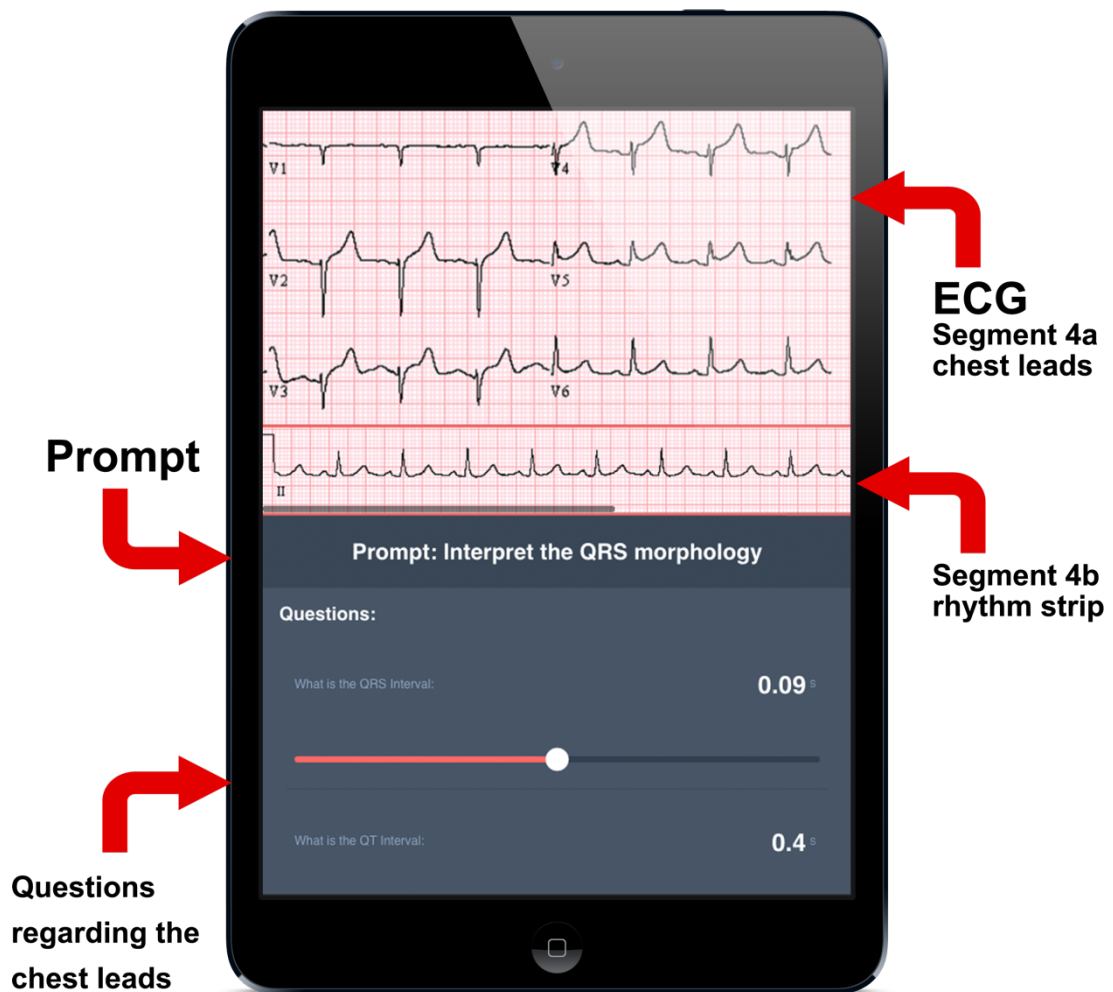 V1
V4
V2
V5
V3
V6
II
ECG
Segment 4a
chest leads
Prompt
Segment 4b
rhythm strip
Prompt: Interpret the QRS morphology
Questions:
What is the QRS Interval: 0.09 s
What is the QT Interval: 0.4 s
Questions
regarding the
chest leads